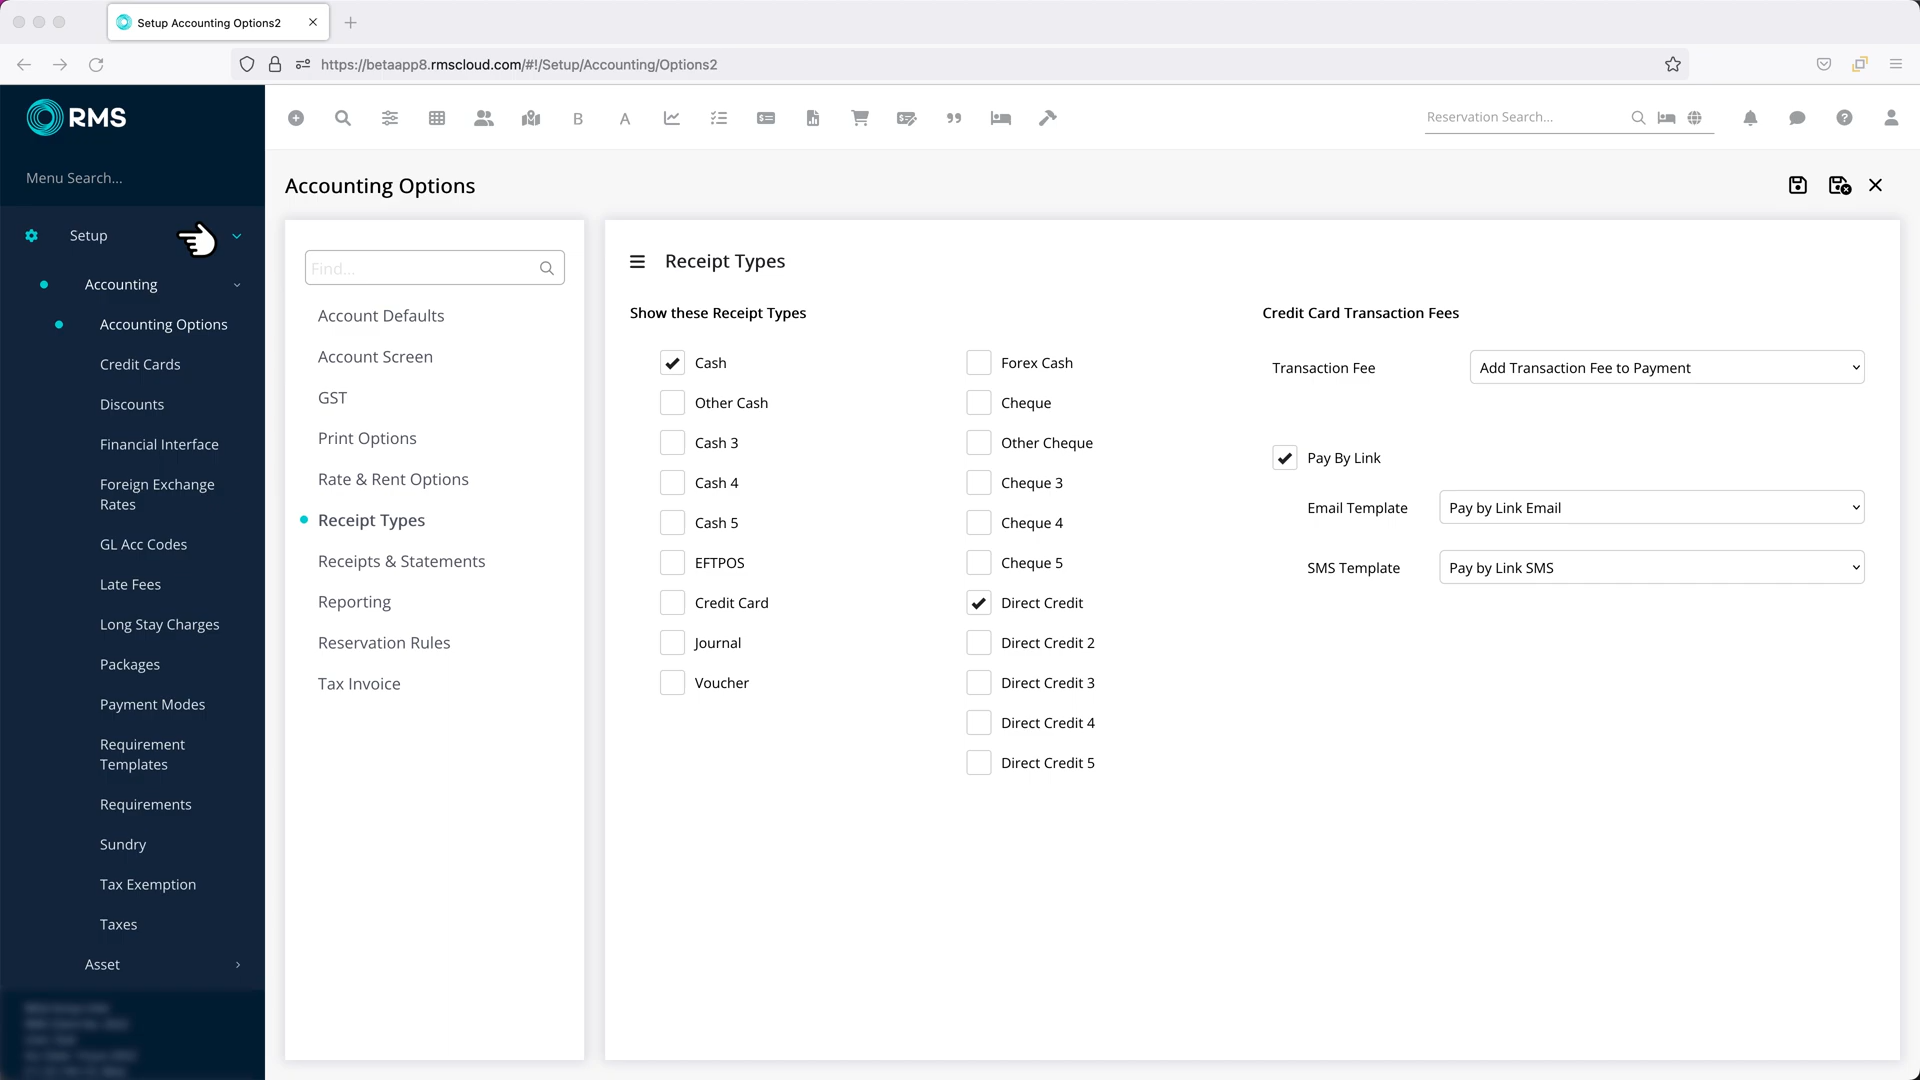 Setup Accounting Options2
https://betaapp8.rmscloud.com/#!/Setup/Accounting/Options2
RMS
B
A
Reservation Search...
Menu Search...
Accounting Options
Setup
Accounting
Accounting Options
Credit Cards
Discounts
Financial Interface
Foreign Exchange
Rates
GL Acc Codes
Late Fees
Long Stay Charges
Packages
Payment Modes
Requirement
Templates
Requirements
Sundry
Tax Exemption
Taxes
Asset
Find...
Account Defaults
Account Screen
GST
Print Options
Rate & Rent Options
Receipt Types
Receipts & Statements
Reporting
Reservation Rules
Tax Invoice
Receipt Types
Show these Receipt Types
Cash
Other Cash
Cash 3
Cash 4
Cash 5
EFTPOS
Credit Card
Journal
Voucher
Forex Cash
Cheque
Other Cheque
Cheque 3
Cheque 4
Cheque 5
Direct Credit
Direct Credit 2
Direct Credit 3
Direct Credit 4
Direct Credit 5
Credit Card Transaction Fees
Transaction Fee
Add Transaction Fee to Payment
Pay By Link
Email Template
Pay by Link Email
SMS Template
Pay by Link SMS